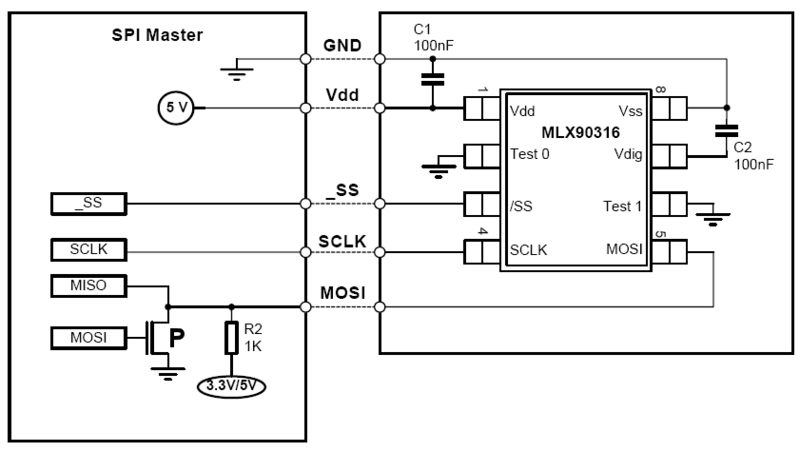 SPI Master
GND
C1
100nF
5 V
Vdd
1
8
Vdd
Vss
MLX90316
Test 0
Vdig
C2
100nF
_SS
_SS
/SS
Test 1
SCLK
SCLK
4
5
SCLK
MOSI
MISO
MOSI
MOSI
P
R2
1K
3.3V/5V